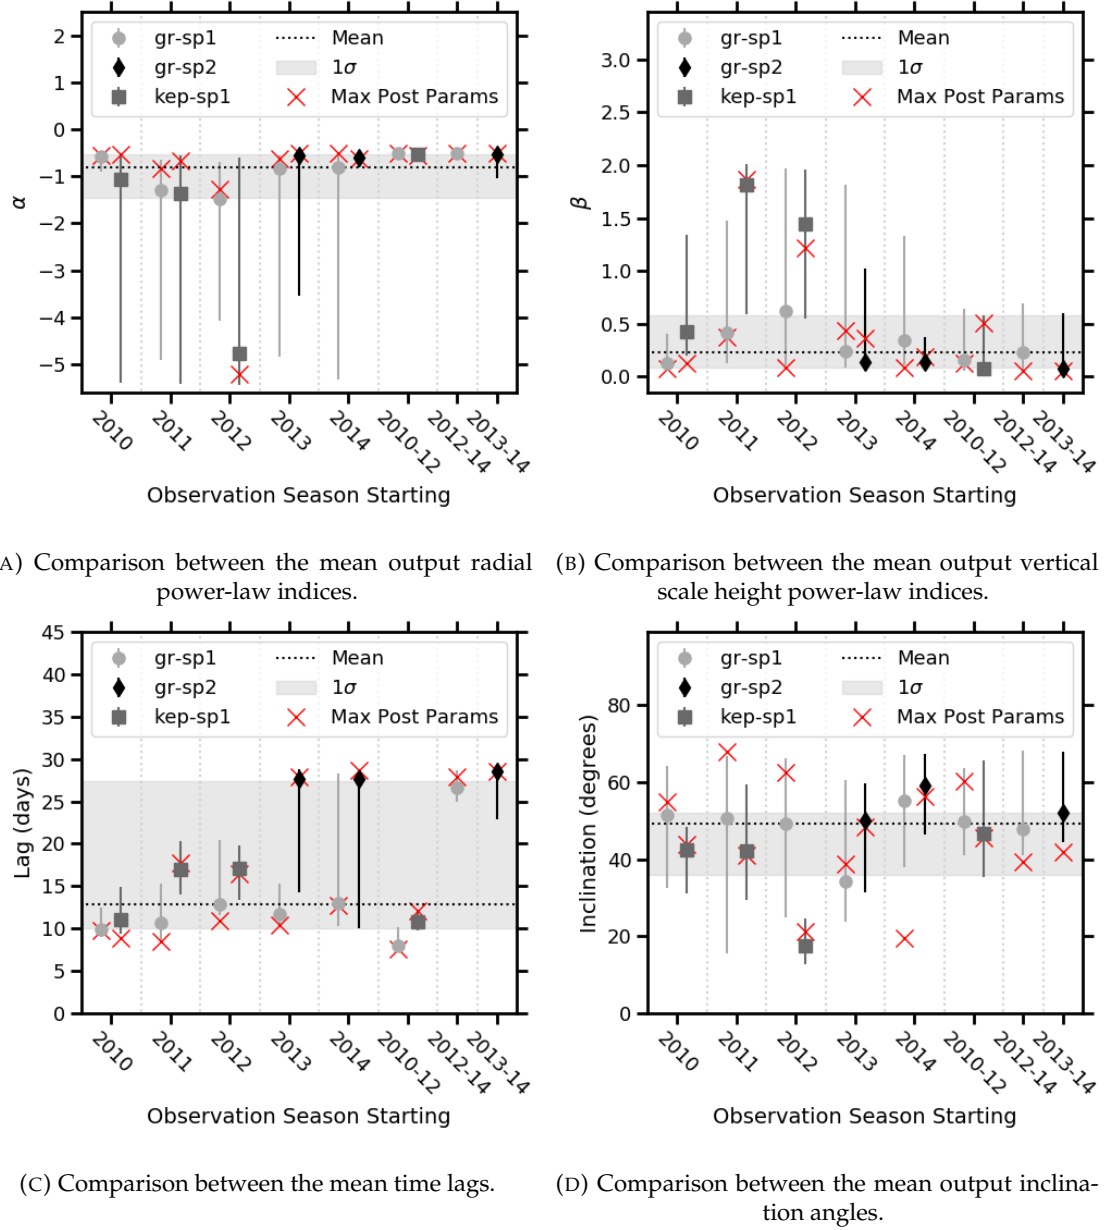 gr-sp1
gr-sp2
kep-sp1
Mean
1σ
Max Post Params
2
1
0
−1
−2
−3
−4
−5
α
2010
2011
2012
2013
2014
2010-12
2012-14
2013-14
Observation Season Starting
gr-sp1
gr-sp2
kep-sp1
Mean
1σ
Max Post Params
3.0
2.5
2.0
1.5
1.0
0.5
0.0
β
2010
2011
2012
2013
2014
2010-12
2012-14
2013-14
Observation Season Starting
A) Comparison between the mean output radial
power-law indices.
(B) Comparison between the mean output vertical
scale height power-law indices.
gr-sp1
gr-sp2
kep-sp1
Mean
1σ
Max Post Params
45
40
35
30
25
20
15
10
5
0
Lag (days)
2010
2011
2012
2013
2014
2010-12
2012-14
2013-14
Observation Season Starting
gr-sp1
gr-sp2
kep-sp1
Mean
1σ
Max Post Params
80
60
40
20
0
Inclination (degrees)
2010
2011
2012
2013
2014
2010-12
2012-14
2013-14
Observation Season Starting
(C) Comparison between the mean time lags.
(D) Comparison between the mean output inclina-
tion angles.